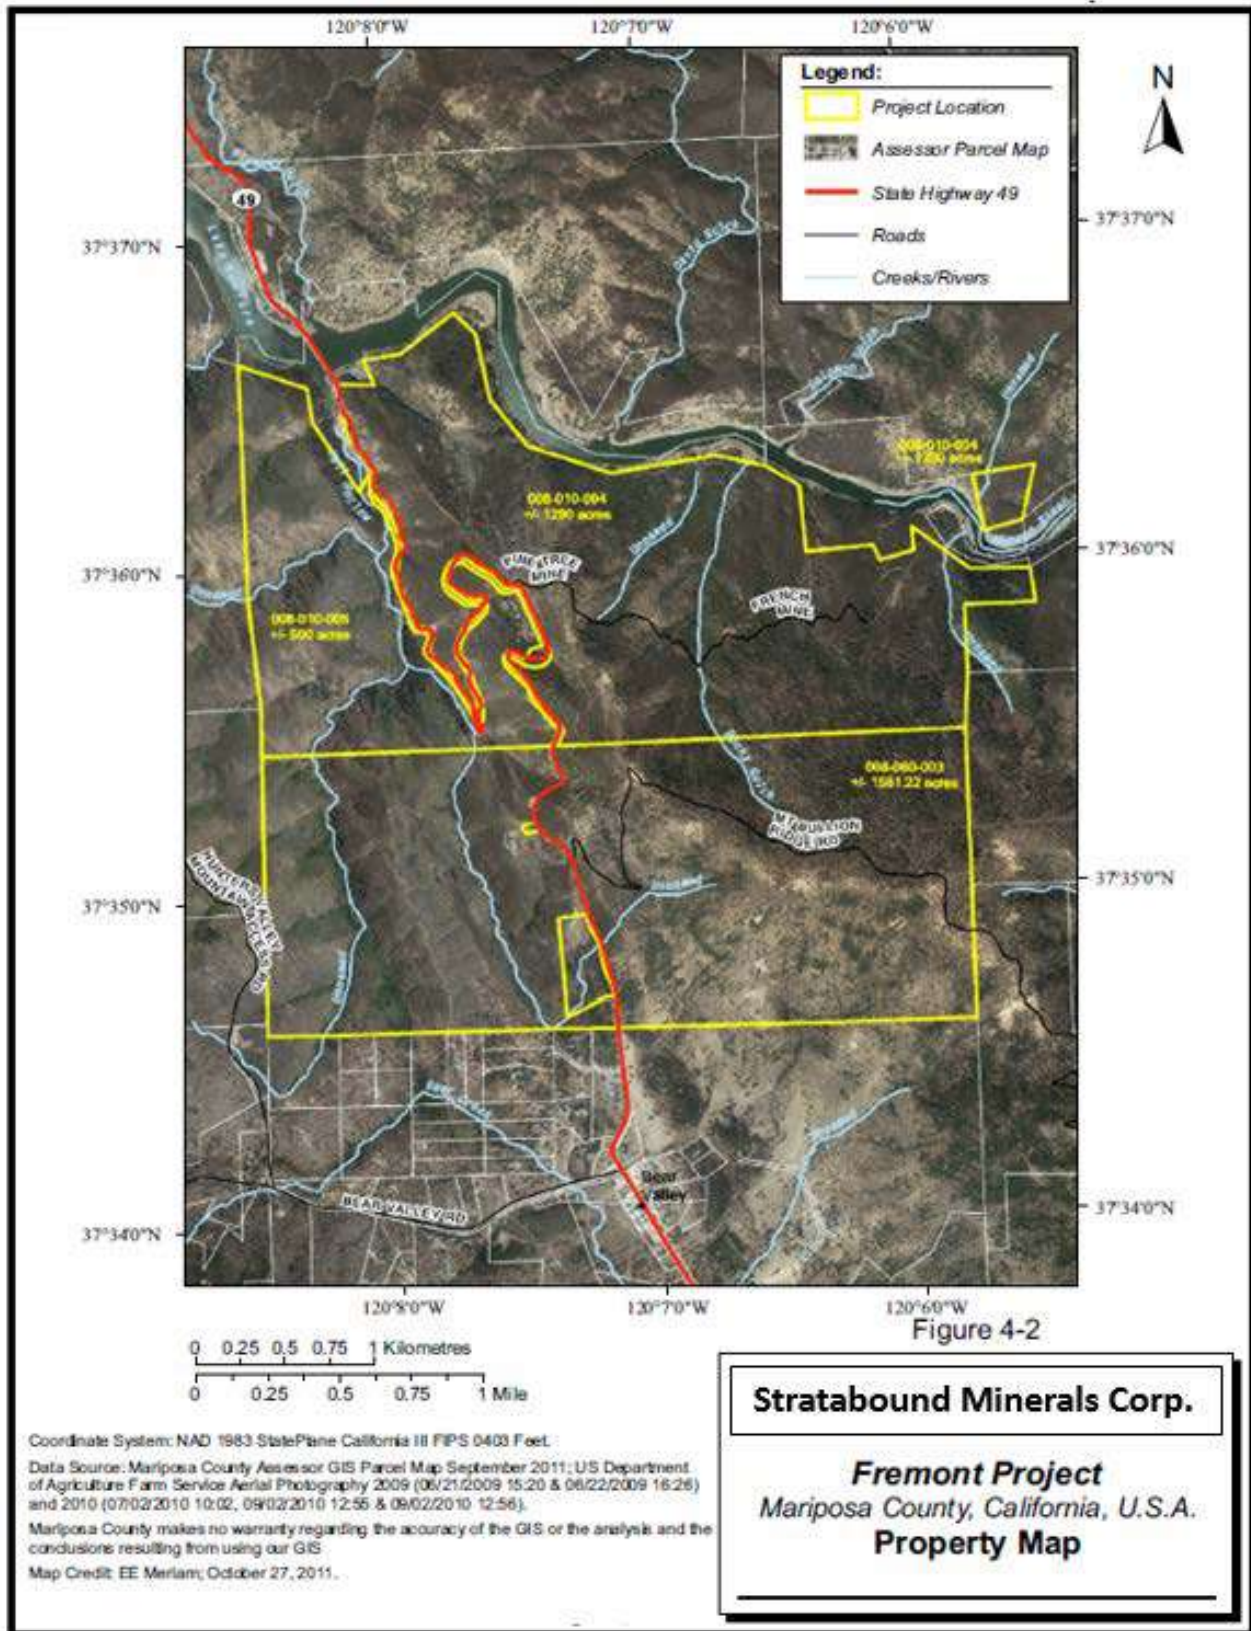 120°8'0"W
120°7'0"W
120°6'0"W
Legend:
Project Location
Assessor Parcel Map
State Highway 49
Roads
Creeks/Rivers
N
49
37°37'0"N
37°37'0"N
008-010-004
+/- 1290 acres
008-010-004
+/- 1290 acres
37°36'0"N
37°36'0"N
PINE TREE
MINE
FRENCH
MINE
+/- 500 acres
008-060-003
+/- 1561.22 acres
MT BULLION
RIDGE RD
HUNTERS VALLEY
MOUNTAIN ACCESS RD
37°35'0"N
37°35'0"N
Bear
Valley
BEAR VALLEY RD
37°34'0"N
37°34'0"N
120°8'0"W
120°7'0"W
120°6'0"W
Figure 4-2
0 0.25 0.5 0.75 1 Kilometres
0 0.25 0.5 0.75 1 Mile
Stratabound Minerals Corp.
Fremont Project
Mariposa County, California, U.S.A.
Property Map
Coordinate System: NAD 1983 StatePlane California III FIPS 0403 Feet.
Data Source: Mariposa County Assessor GIS Parcel Map September 2011; US Department
of Agriculture Farm Service Aerial Photography 2009 (06/21/2009 15:20 & 06/22/2009 16:26)
and 2010 (07/02/2010 10:02, 09/02/2010 12:55 & 09/02/2010 12:56).
Mariposa County makes no warranty regarding the accuracy of the GIS or the analysis and the
conclusions resulting from using our GIS
Map Credit: EE Merlam; October 27, 2011.